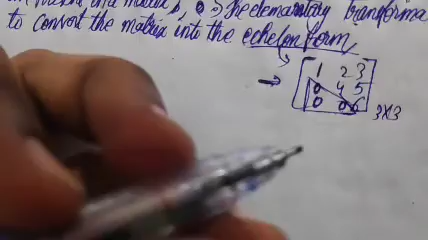 the elementary transforma
to convert the matrix into the echelon form,
1 2 3
0 4 5
0 0 6
3x3